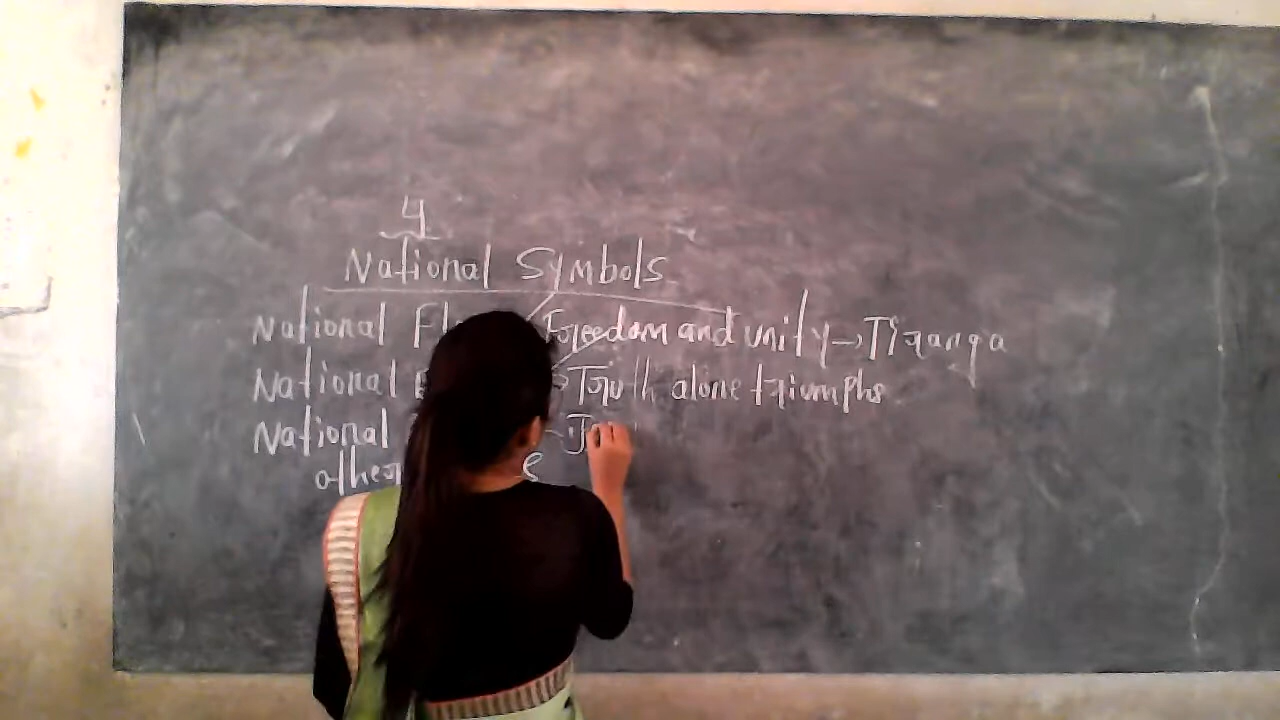 4
National Symbols
National Fl Freedom and unity → Tiranga
National Truth alone triumphs
National
other